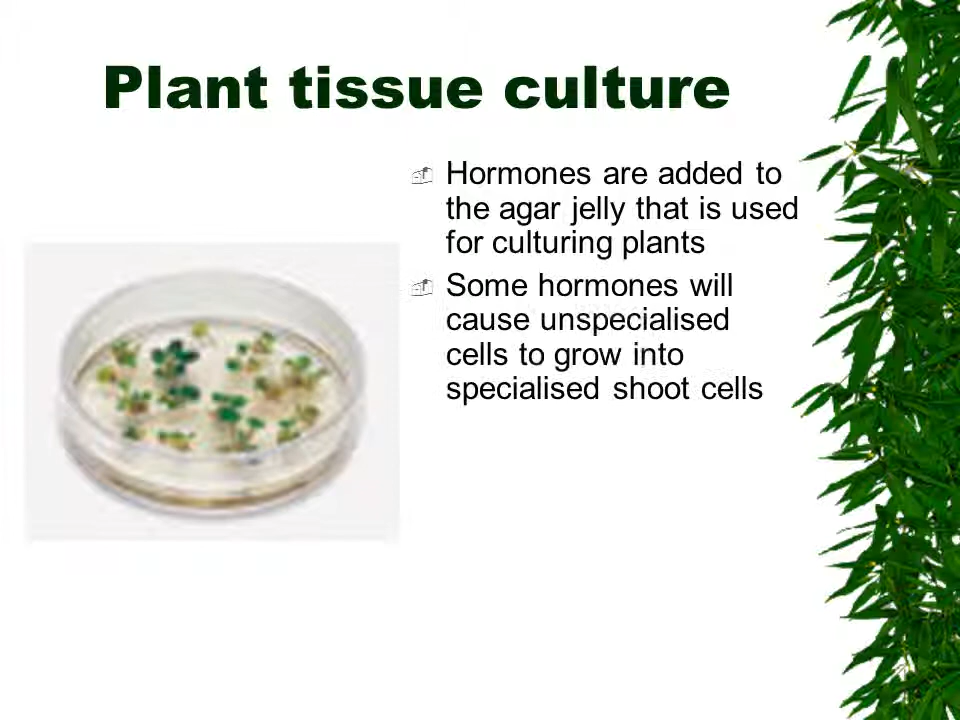 Plant tissue culture
Hormones are added to
the agar jelly that is used
for culturing plants
Some hormones will
cause unspecialised
cells to grow into
specialised shoot cells